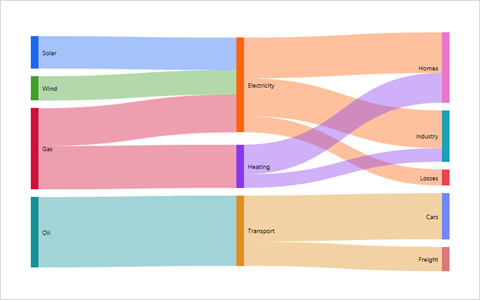 Solar
Wind
Gas
Oil
Electricity
Heating
Transport
Homes
Industry
Losses
Cars
Freight